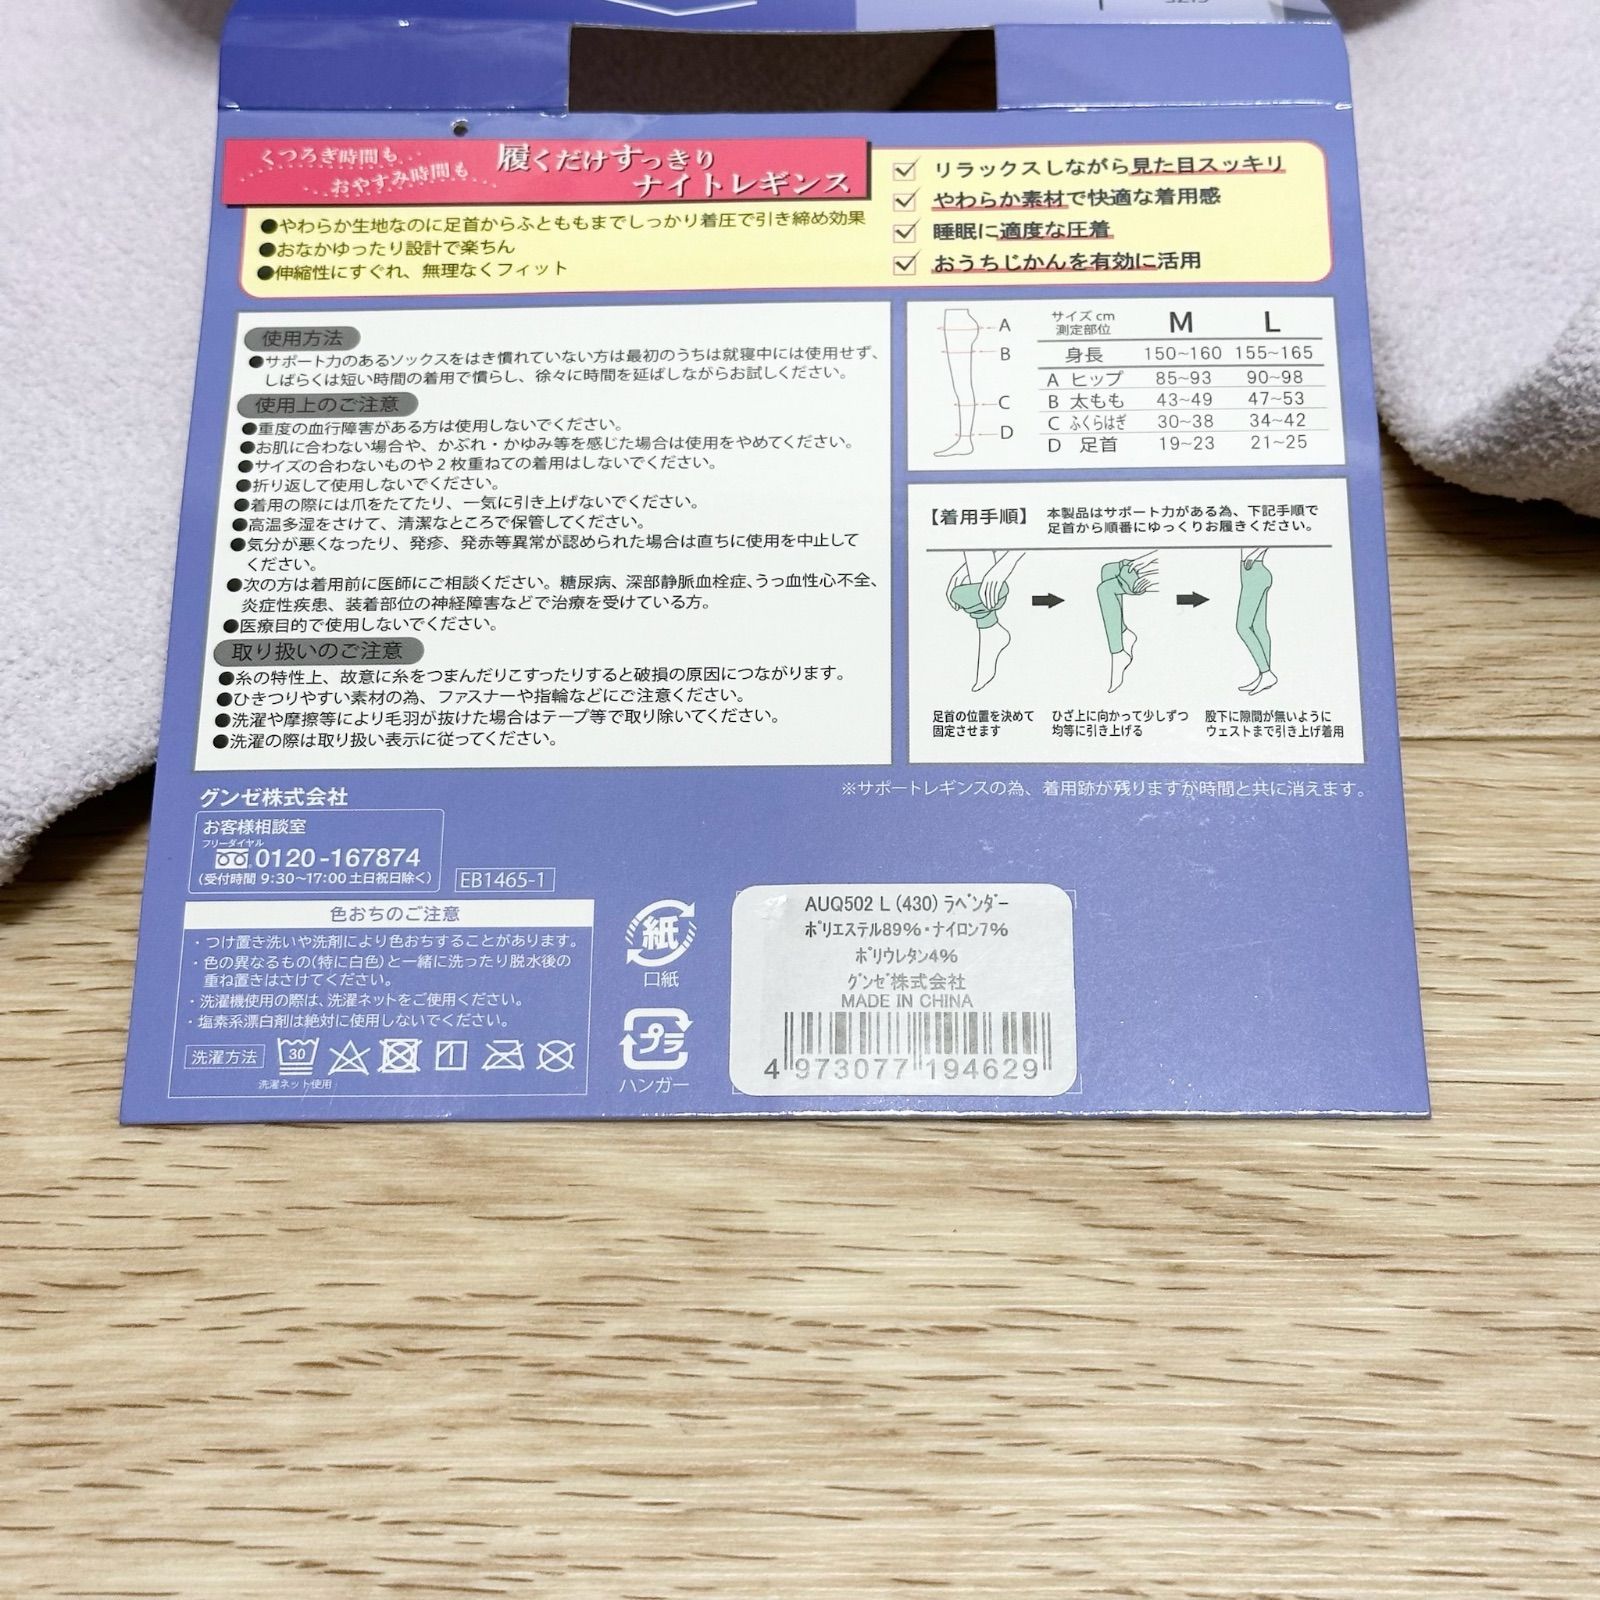 くつろぎ時間も
おやすみ時間も
履くだけすっきり
ナイトレギンス
●やわらか生地なのに足首からふとももまでしっかり着圧で引き締め効果
●おなかゆったり設計で楽ちん
●伸縮性にすぐれ、無理なくフィット
リラックスしながら見た目スッキリ
やわらか素材で快適な着用感
睡眠に適度な圧着
おうちじかんを有効に活用
使用方法
●サポート力のあるソックスをはき慣れていない方は最初のうちは就寝中には使用せず、
しばらくは短い時間の着用で慣らし、徐々に時間を延ばしながらお試しください。
使用上のご注意
●重度の血行障害がある方は使用しないでください。
●お肌に合わない場合や、かぶれ・かゆみ等を感じた場合は使用をやめてください。
●サイズの合わないものや2枚重ねての着用はしないでください。
●折り返して使用しないでください。
●着用の際には爪をたてたり、一気に引き上げないでください。
●高温多湿をさけて、清潔なところで保管してください。
●気分が悪くなったり、発疹、発赤等異常が認められた場合は直ちに使用を中止して
ください。
●次の方は着用前に医師にご相談ください。糖尿病、深部静脈血栓症、うっ血性心不全、
炎症性疾患、装着部位の神経障害などで治療を受けている方。
●医療目的で使用しないでください。
取り扱いのご注意
●糸の特性上、故意に糸をつまんだりこすったりすると破損の原因につながります。
●ひきつりやすい素材の為、ファスナーや指輪などにご注意ください。
●洗濯や摩擦等により毛羽が抜けた場合はテープ等で取り除いてください。
●洗濯の際は取り扱い表示に従ってください。
A
B
C
D
サイズ cm
測定部位 M L
身長 150~160 155~165
A ヒップ 85~93 90~98
B 太もも 43~49 47~53
C ふくらはぎ 30~38 34~42
D 足首 19~23 21~25
【着用手順】 本製品はサポート力がある為、下記手順で
足首から順番にゆっくりお履きください。
足首の位置を決めて
固定させます
ひざ上に向かって少しずつ
均等に引き上げる
股下に隙間が無いように
ウェストまで引き上げ着用
※サポートレギンスの為、着用跡が残りますが時間と共に消えます。
グンゼ株式会社
お客様相談室
フリーダイヤル
0120-167874
(受付時間 9:30~17:00 土日祝日除く)
EB1465-1
色おちのご注意
・つけ置き洗いや洗剤により色おちすることがあります。
・色の異なるもの(特に白色)と一緒に洗ったり脱水後の
重ね置きはさけてください。
・洗濯機使用の際は、洗濯ネットをご使用ください。
・塩素系漂白剤は絶対に使用しないでください。
洗濯方法
30
洗濯ネット使用
紙
口紙
プラ
ハンガー
AUQ502 L (430) ﾗﾍﾞﾝﾀﾞｰ
ﾎﾟﾘｴｽﾃﾙ89%・ﾅｲﾛﾝ7%
ﾎﾟﾘｳﾚﾀﾝ4%
ｸﾞﾝｾﾞ株式会社
MADE IN CHINA
4 973077 194629